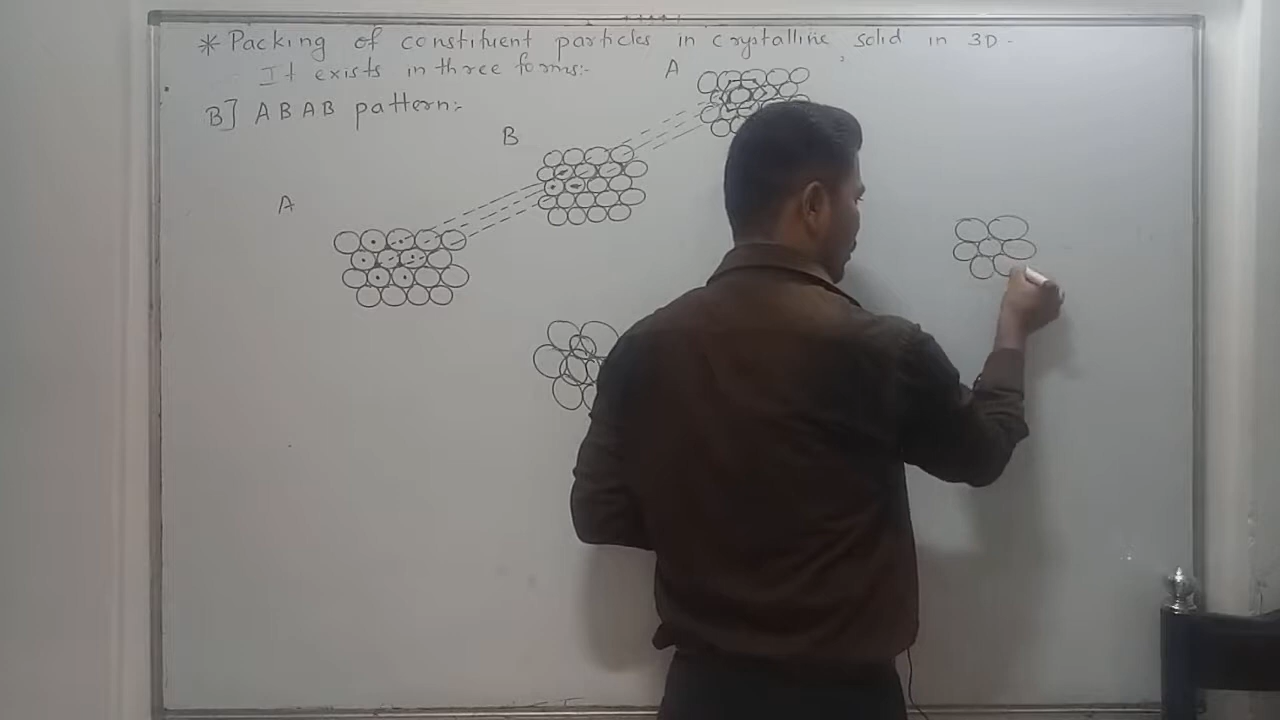 * Packing of constituent particles in crystalline solid in 3D -
It exists in three forms:-
B] ABAB pattern:-
A
B
A